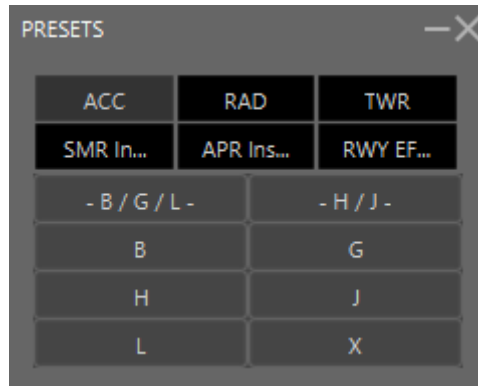 PRESETS
ACC RAD TWR
SMR In... APR Ins... RWY EF...
- B / G / L - - H / J -
B G
H J
L X